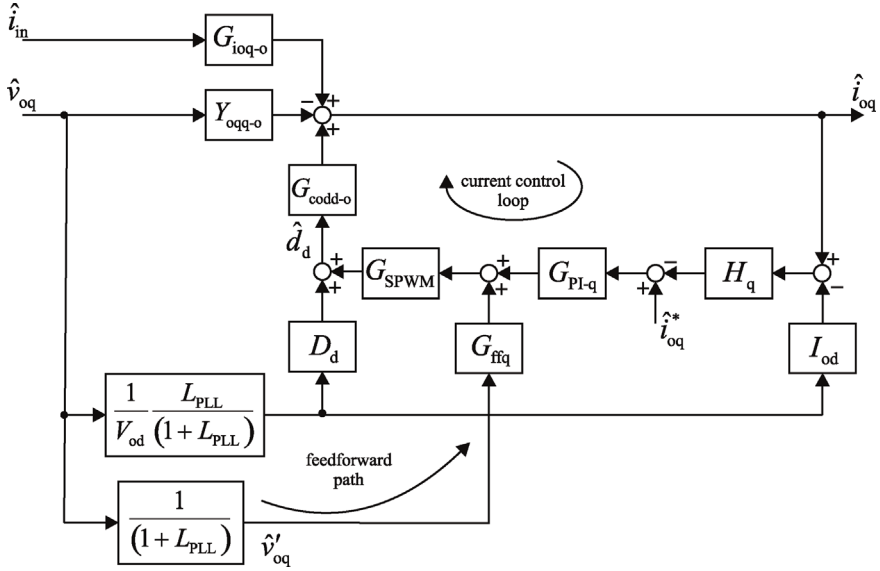 î_in
G_ioq-o
v̂_oq
Y_oqq-o
− +
+
î_oq
G_codd-o
current control
loop
d̂_d
+
+
G_SPWM
+
+
G_PI-q
−
+
H_q
+
−
î*_oq
D_d
G_ffq
I_od
1/V_od L_PLL/(1+L_PLL)
feedforward
path
1/(1+L_PLL)
v̂′_oq